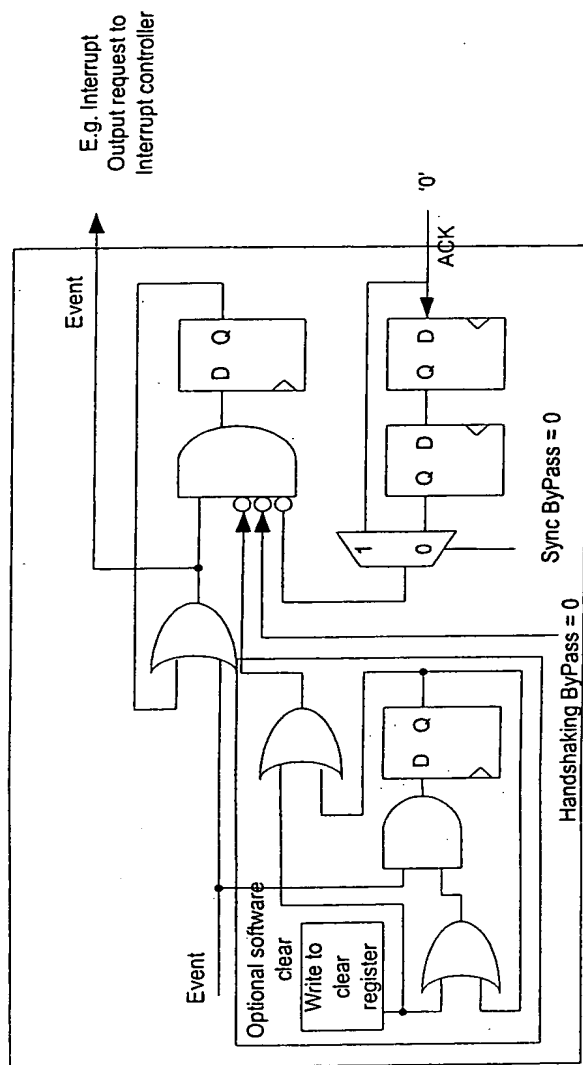 E.g. Interrupt
Output request to
Interrupt controller
Event
D Q
Q D
Q D
ACK
'0'
1
0
Sync ByPass = 0
Handshaking ByPass = 0
D Q
Event
Optional software
clear
Write to
clear
register